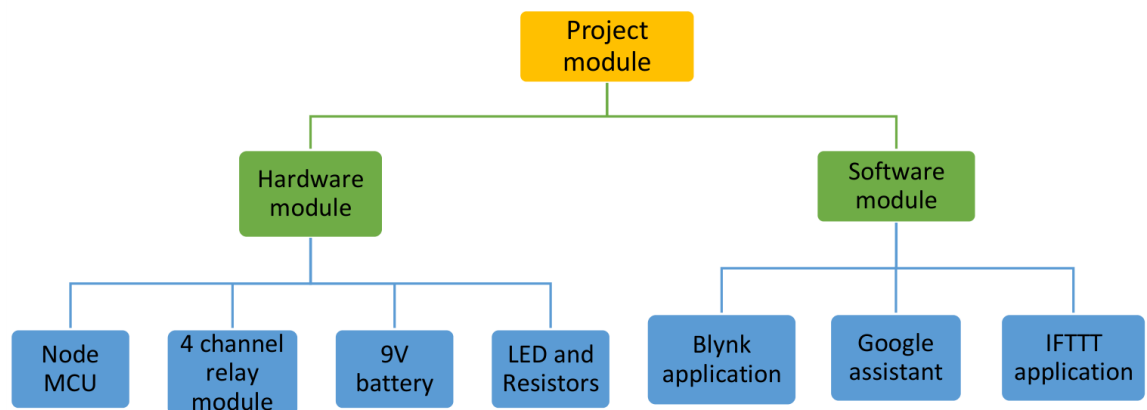 Project
module
Hardware
module
Software
module
Node
MCU
4 channel
relay
module
9V
battery
LED and
Resistors
Blynk
application
Google
assistant
IFTTT
application